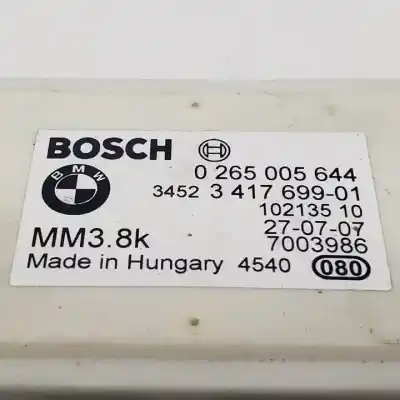 BOSCH
0 265 005 644
BMW
3452 3 417 699-01
102135 10
27-07-07
MM3.8k
7003986
Made in Hungary 4540 080